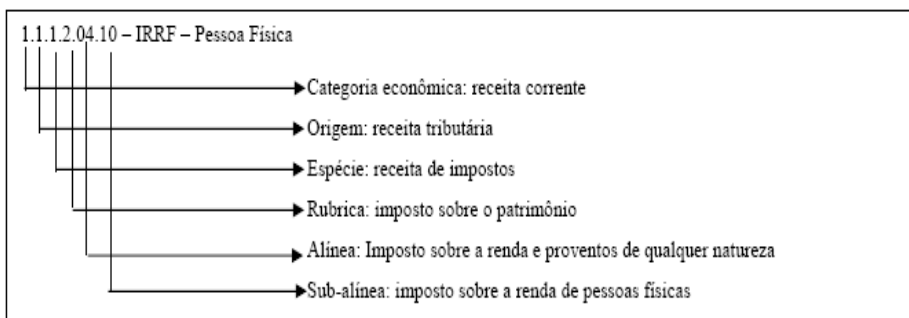 1.1.1.2.04.10 – IRRF – Pessoa Física
Categoria econômica: receita corrente
Origem: receita tributária
Espécie: receita de impostos
Rubrica: imposto sobre o patrimônio
Alínea: Imposto sobre a renda e proventos de qualquer natureza
Sub-alínea: imposto sobre a renda de pessoas físicas